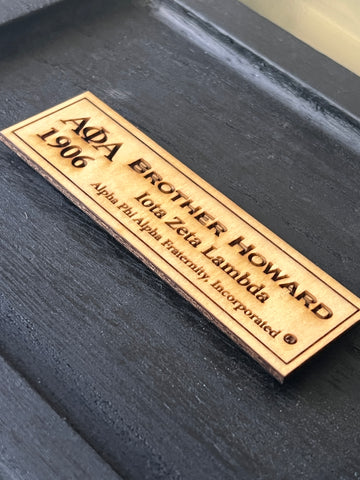 ΑΦΑ
1906
BROTHER HOWARD
Iota Zeta Lambda
Alpha Phi Alpha Fraternity, Incorporated ®